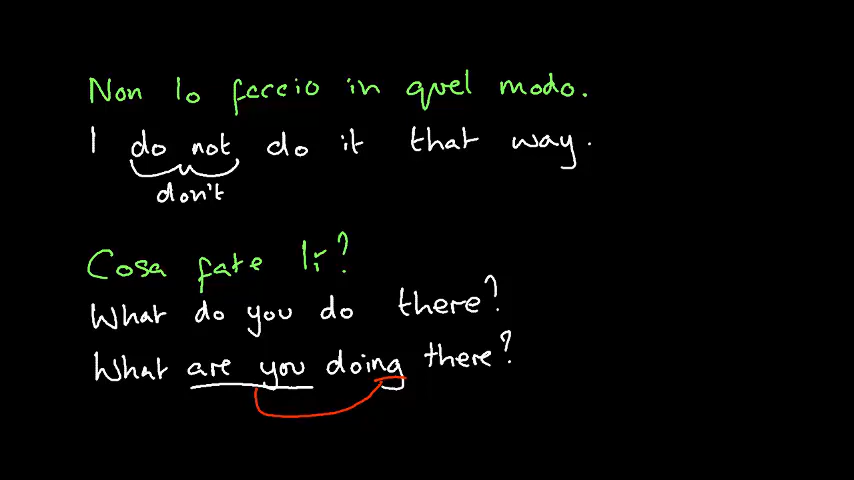 Non lo faccio in quel modo.
I do not do it that way.
don't
Cosa fate lì?
What do you do there?
What are you doing there?